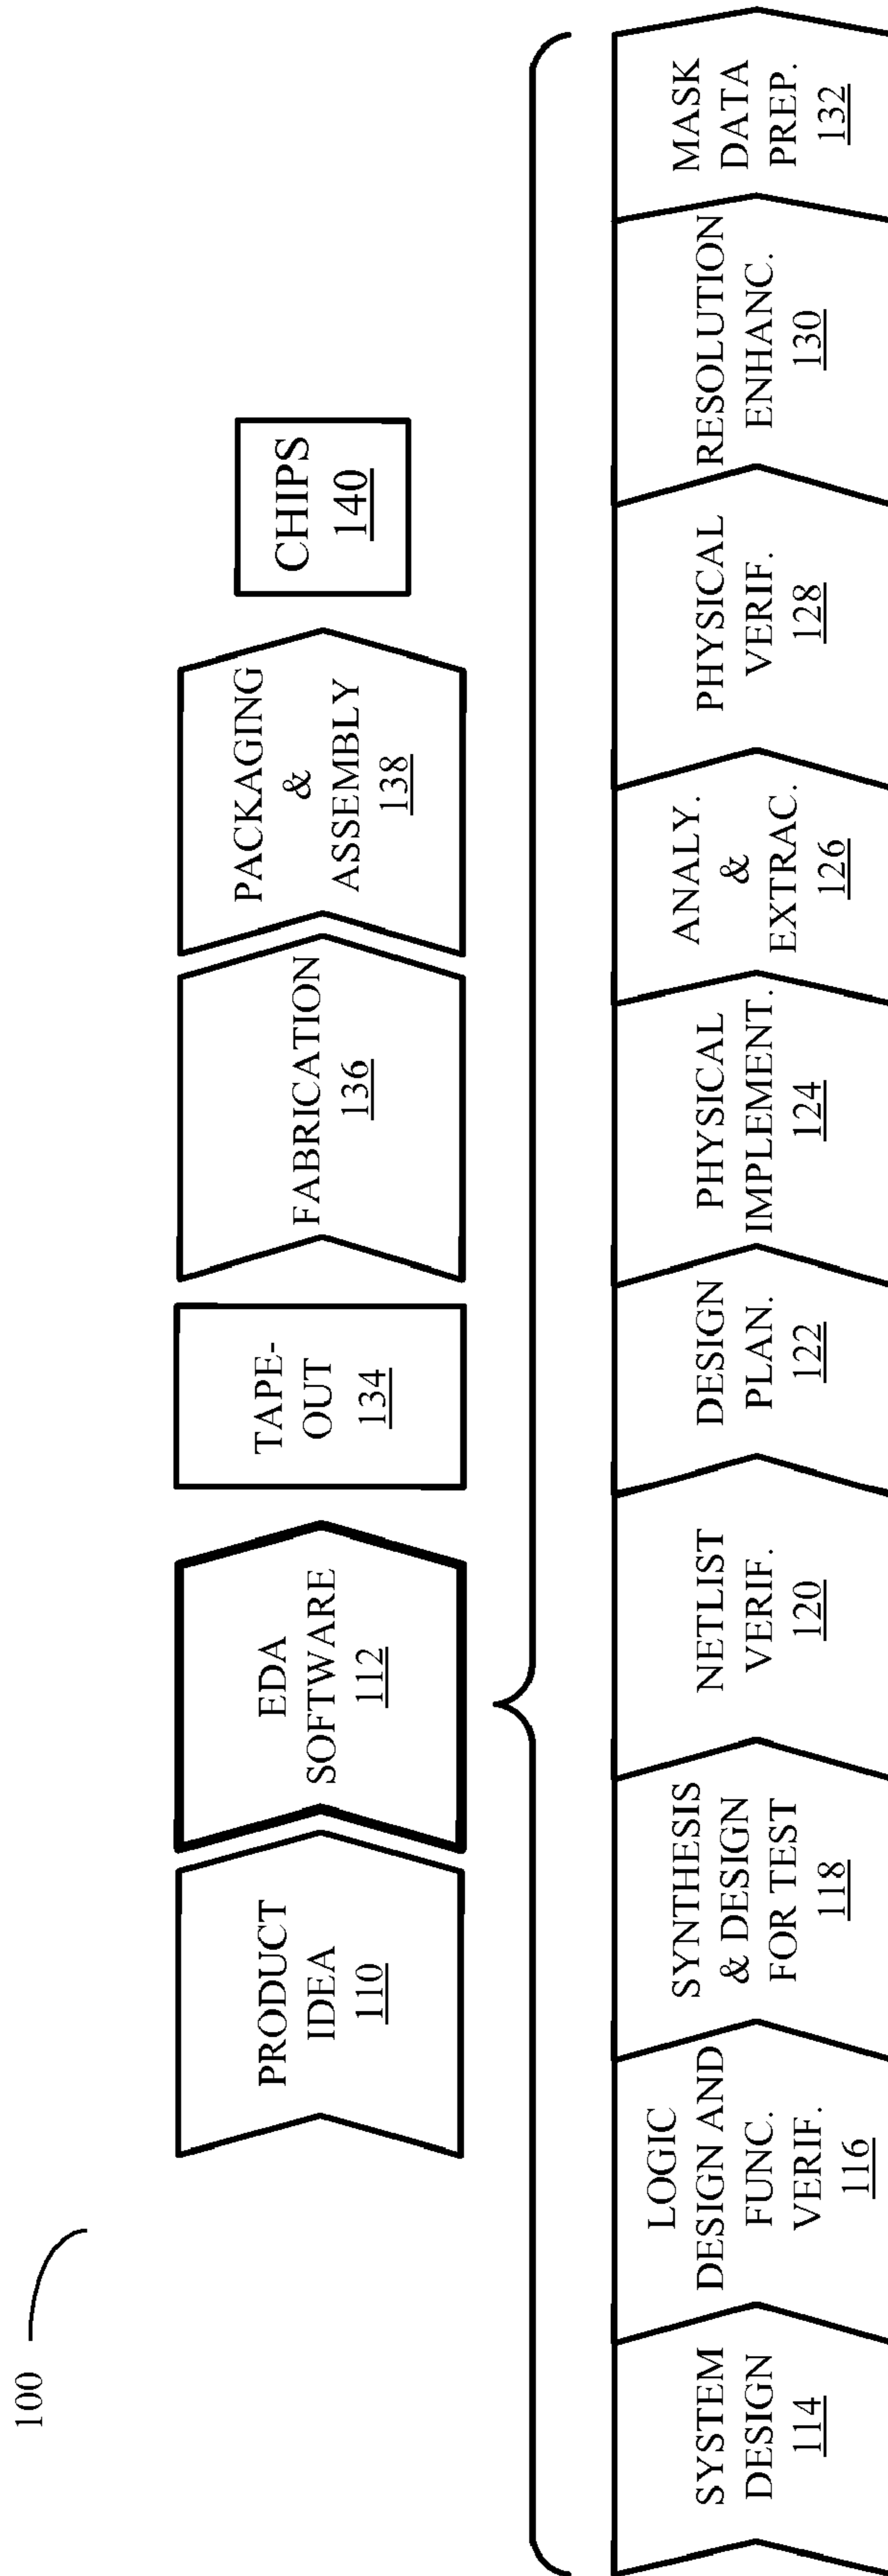 100
PRODUCT
IDEA
110
EDA
SOFTWARE
112
TAPE-
OUT
134
FABRICATION
136
PACKAGING
&
ASSEMBLY
138
CHIPS
140
SYSTEM
DESIGN
114
LOGIC
DESIGN AND
FUNC.
VERIF.
116
SYNTHESIS
& DESIGN
FOR TEST
118
NETLIST
VERIF.
120
DESIGN
PLAN.
122
PHYSICAL
IMPLEMENT.
124
ANALY.
&
EXTRAC.
126
PHYSICAL
VERIF.
128
RESOLUTION
ENHANC.
130
MASK
DATA
PREP.
132